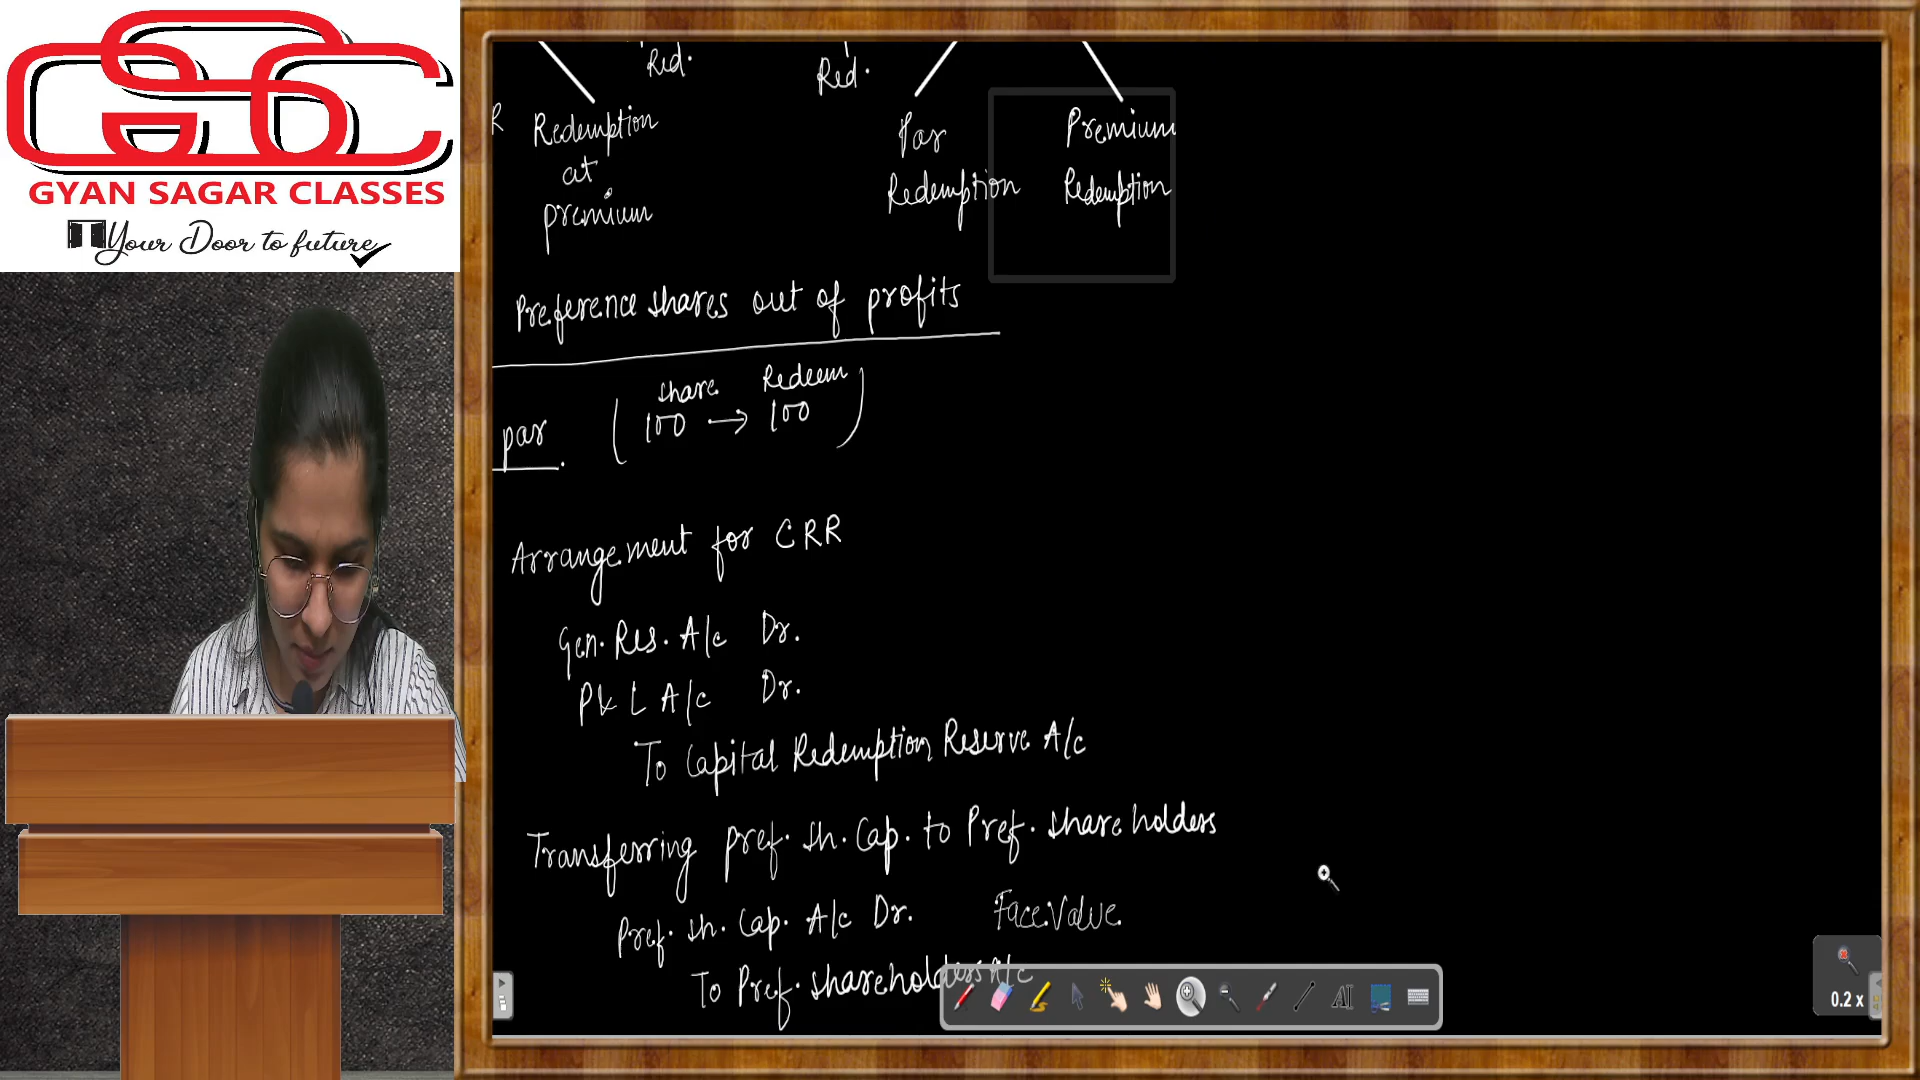 GSC
GYAN SAGAR CLASSES
Your Door to future
Red.
Red.
R
Redemption
at
premium
Par
Redemption
Premium
Redemption
Preference shares out of profits
par.
Share Redeem
( 100 → 100 )
Arrangement for CRR
Gen. Res. A/c Dr.
P&L A/c Dr.
To Capital Redemption Reserve A/c
Transferring pref. sh. Cap. to Pref. shareholders
Pref. sh. Cap. A/c Dr. Face Value.
To Pref. shareholders A/c
0.2 x